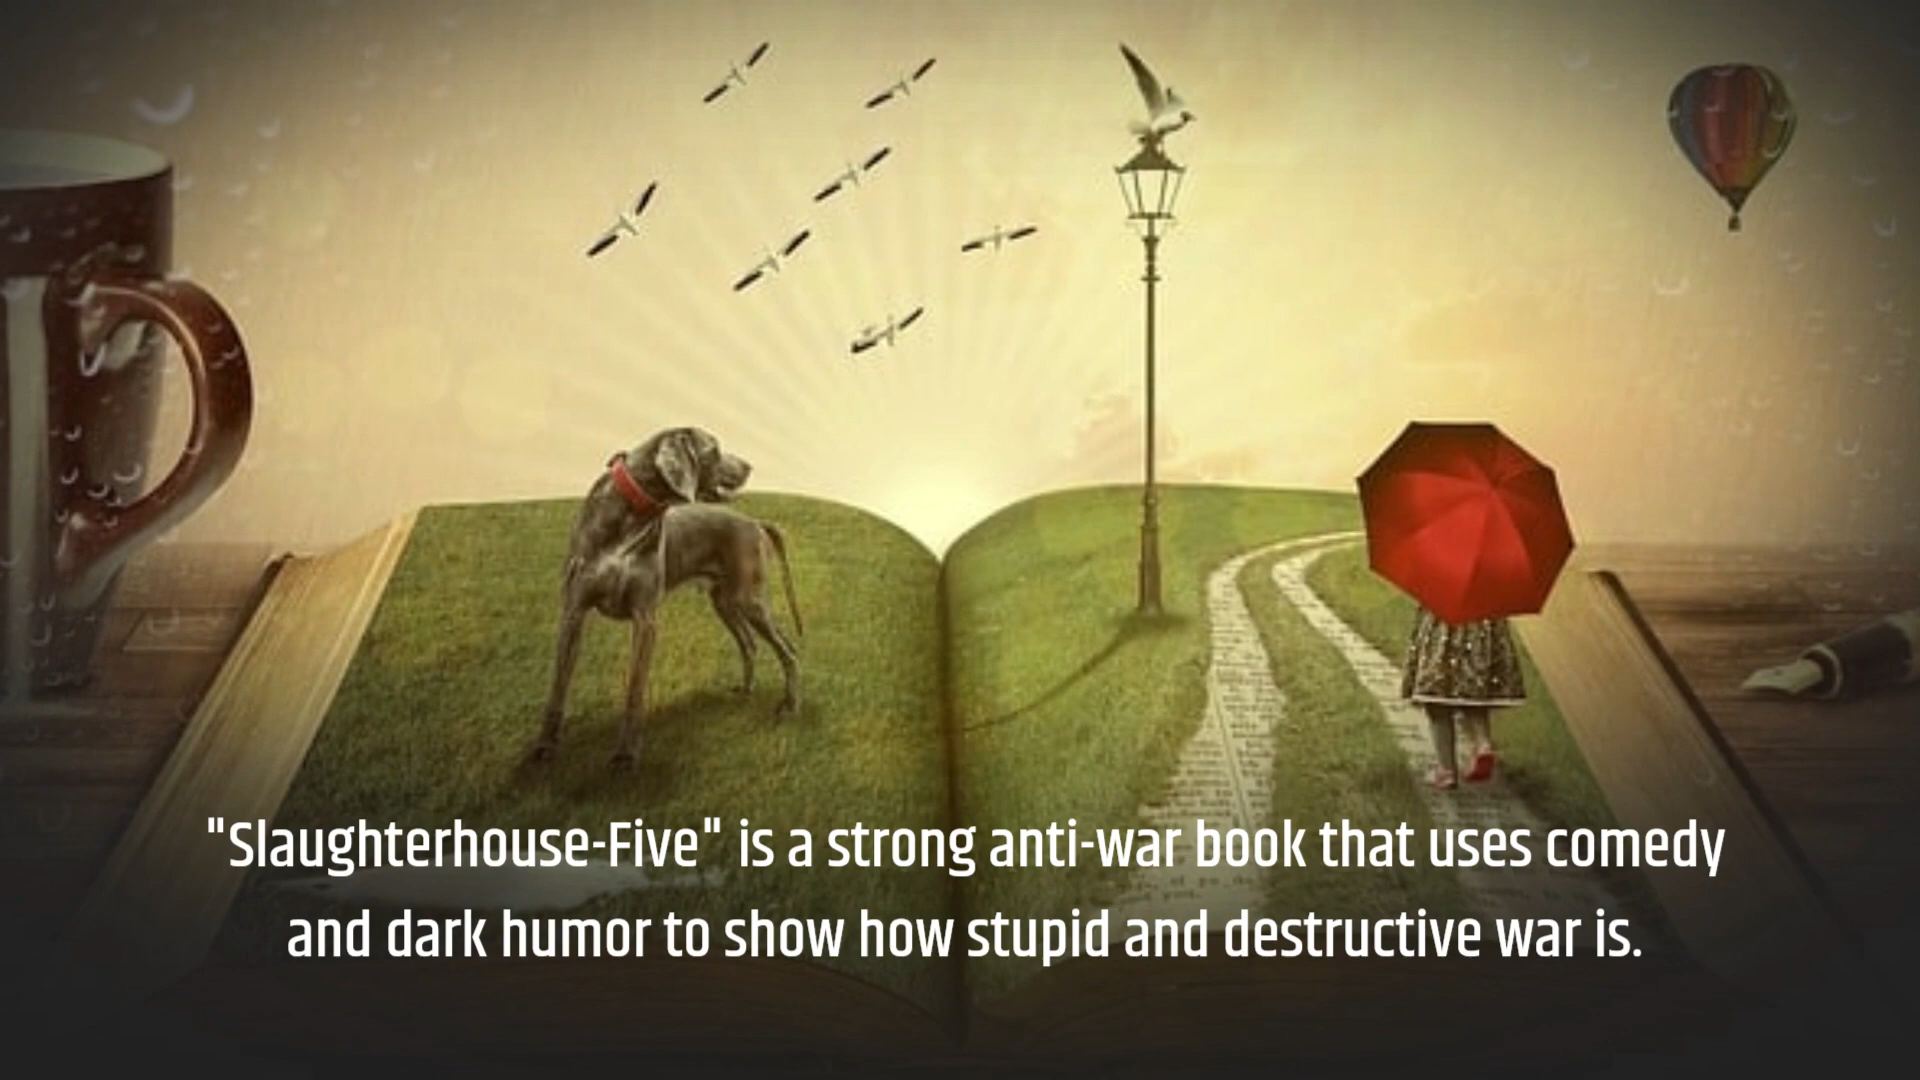 "Slaughterhouse-Five" is a strong anti-war book that uses comedy
and dark humor to show how stupid and destructive war is.